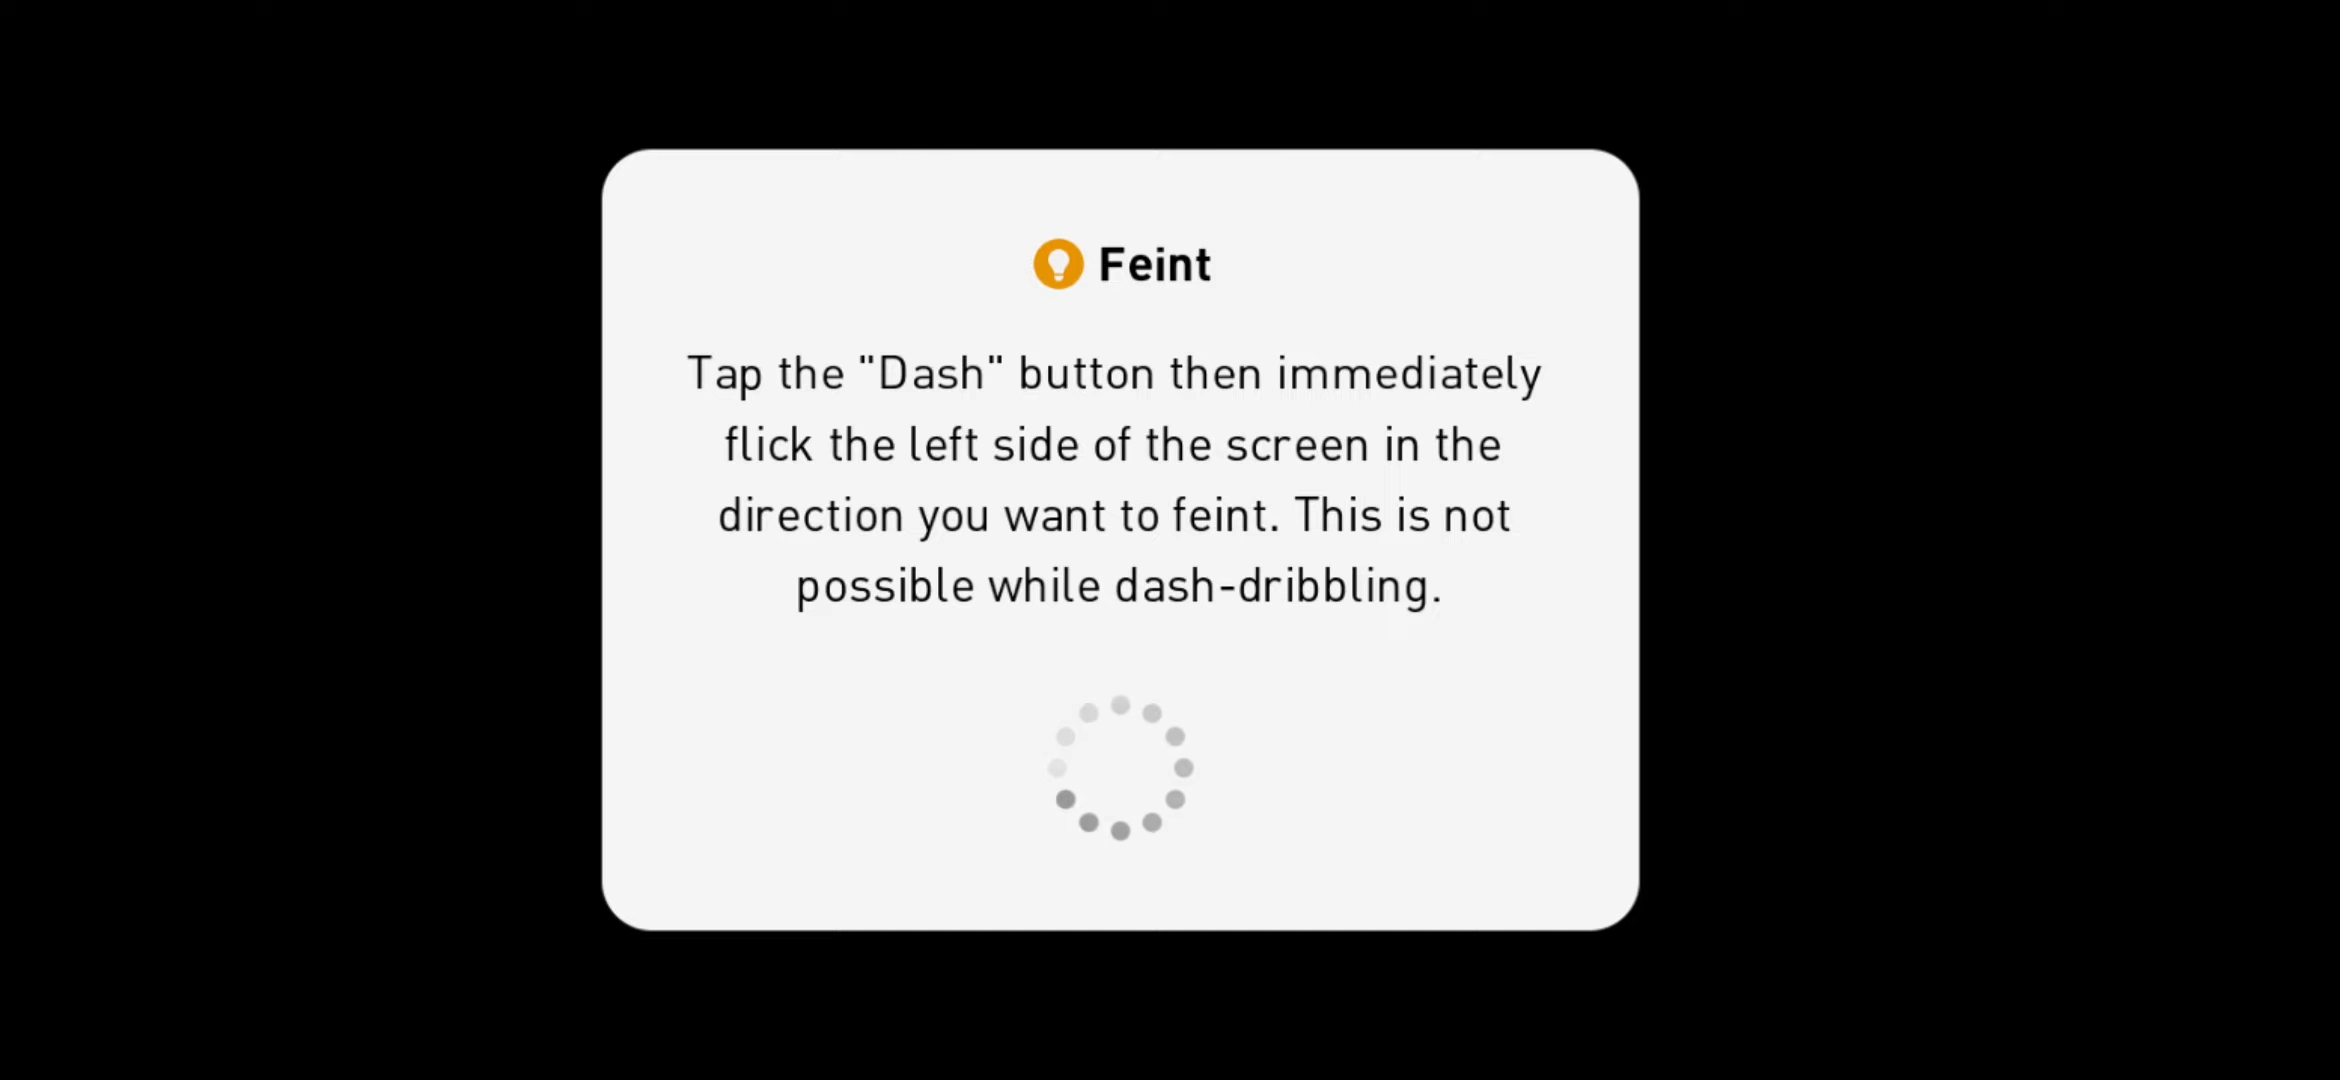 Feint
Tap the "Dash" button then immediately
flick the left side of the screen in the
direction you want to feint. This is not
possible while dash-dribbling.